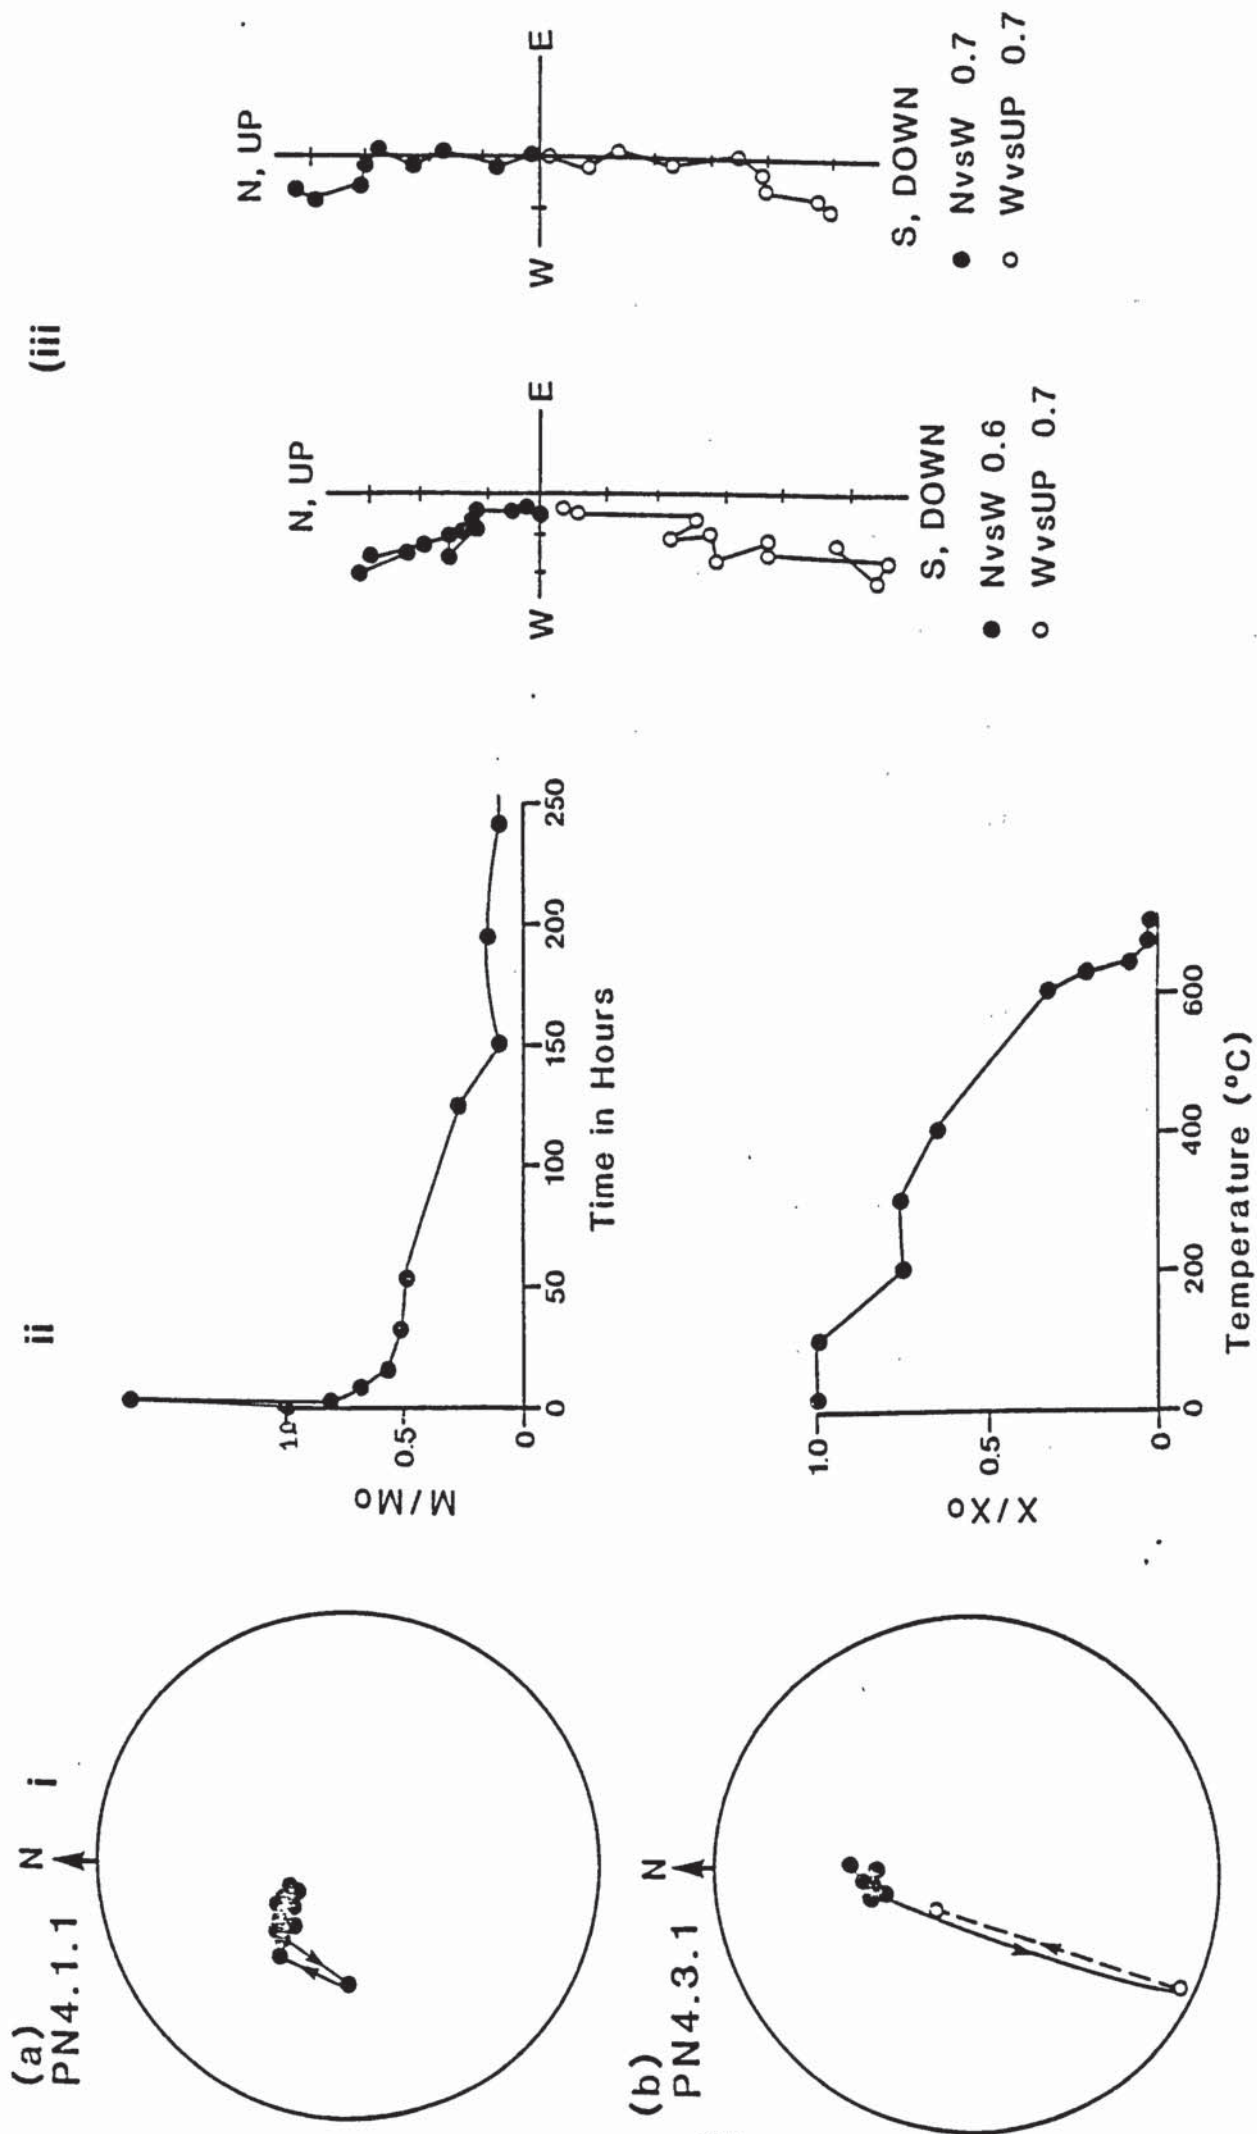 (a)
PN4.1.1
N
i
ii
(iii
M/Mo
1.0
0.5
0
0
50
100
150
200
250
Time in Hours
N, UP
W
E
S, DOWN
● NvsW 0.6
○ WvsUP 0.7
N, UP
W
E
S, DOWN
● NvsW 0.7
○ WvsUP 0.7
(b)
PN4.3.1
N
X/Xo
1.0
0.5
0
0
200
400
600
Temperature (ºC)